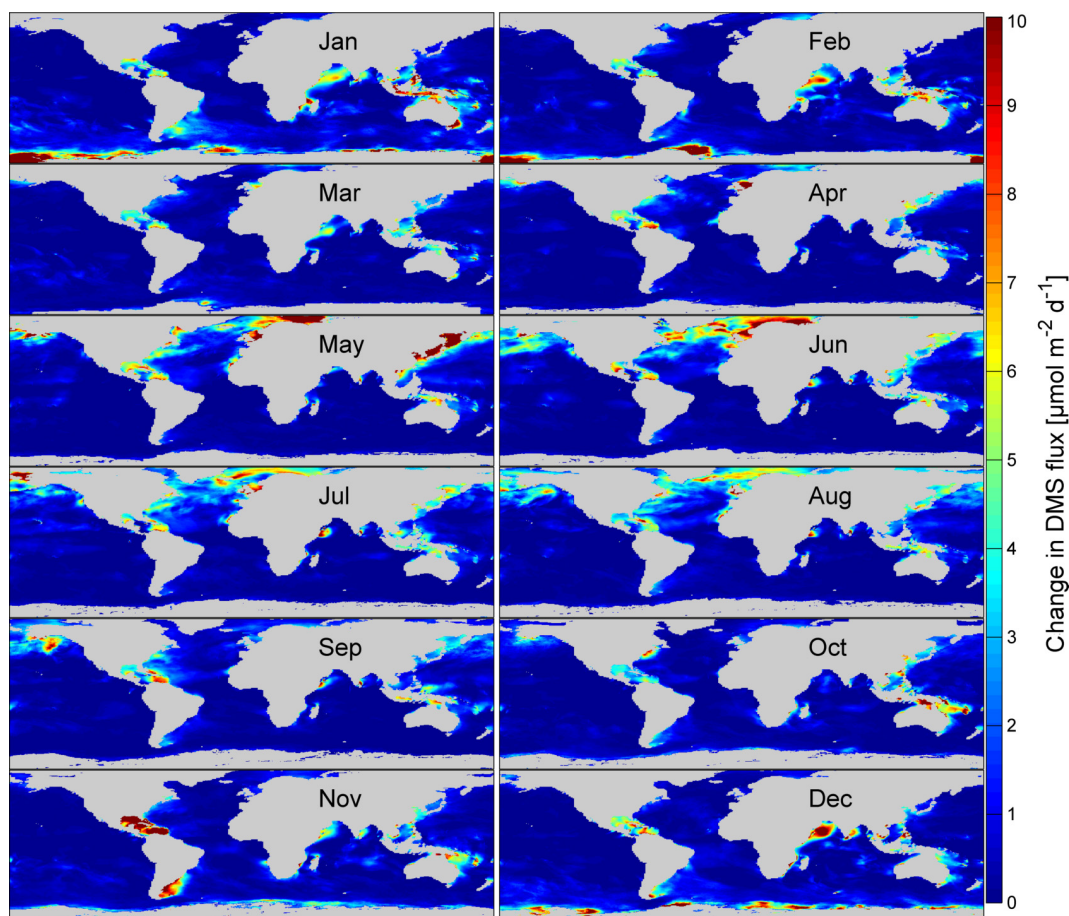 Jan
Feb
Mar
Apr
May
Jun
Jul
Aug
Sep
Oct
Nov
Dec
10
9
8
7
6
5
4
3
2
1
0
Change in DMS flux [µmol m⁻² d⁻¹]